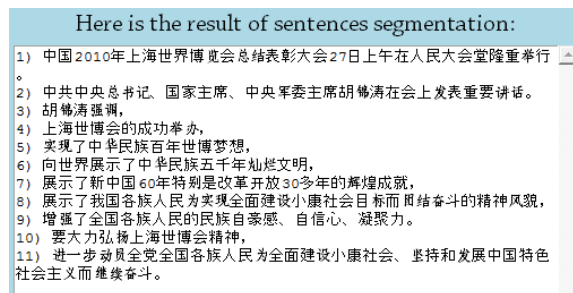 Here is the result of sentences segmentation:
1) 中国2010年上海世界博览会总结表彰大会27日上午在人民大会堂隆重举行
。
2) 中共中央总书记、国家主席、中央军委主席胡锦涛在会上发表重要讲话。
3) 胡锦涛强调,
4) 上海世博会的成功举办,
5) 实现了中华民族百年世博梦想,
6) 向世界展示了中华民族五千年灿烂文明,
7) 展示了新中国60年特别是改革开放30多年的辉煌成就,
8) 展示了我国各族人民为实现全面建设小康社会目标而团结奋斗的精神风貌,
9) 增强了全国各族人民的民族自豪感、自信心、凝聚力。
10) 要大力弘扬上海世博会精神,
11) 进一步动员全党全国各族人民为全面建设小康社会、坚持和发展中国特色
社会主义而继续奋斗。